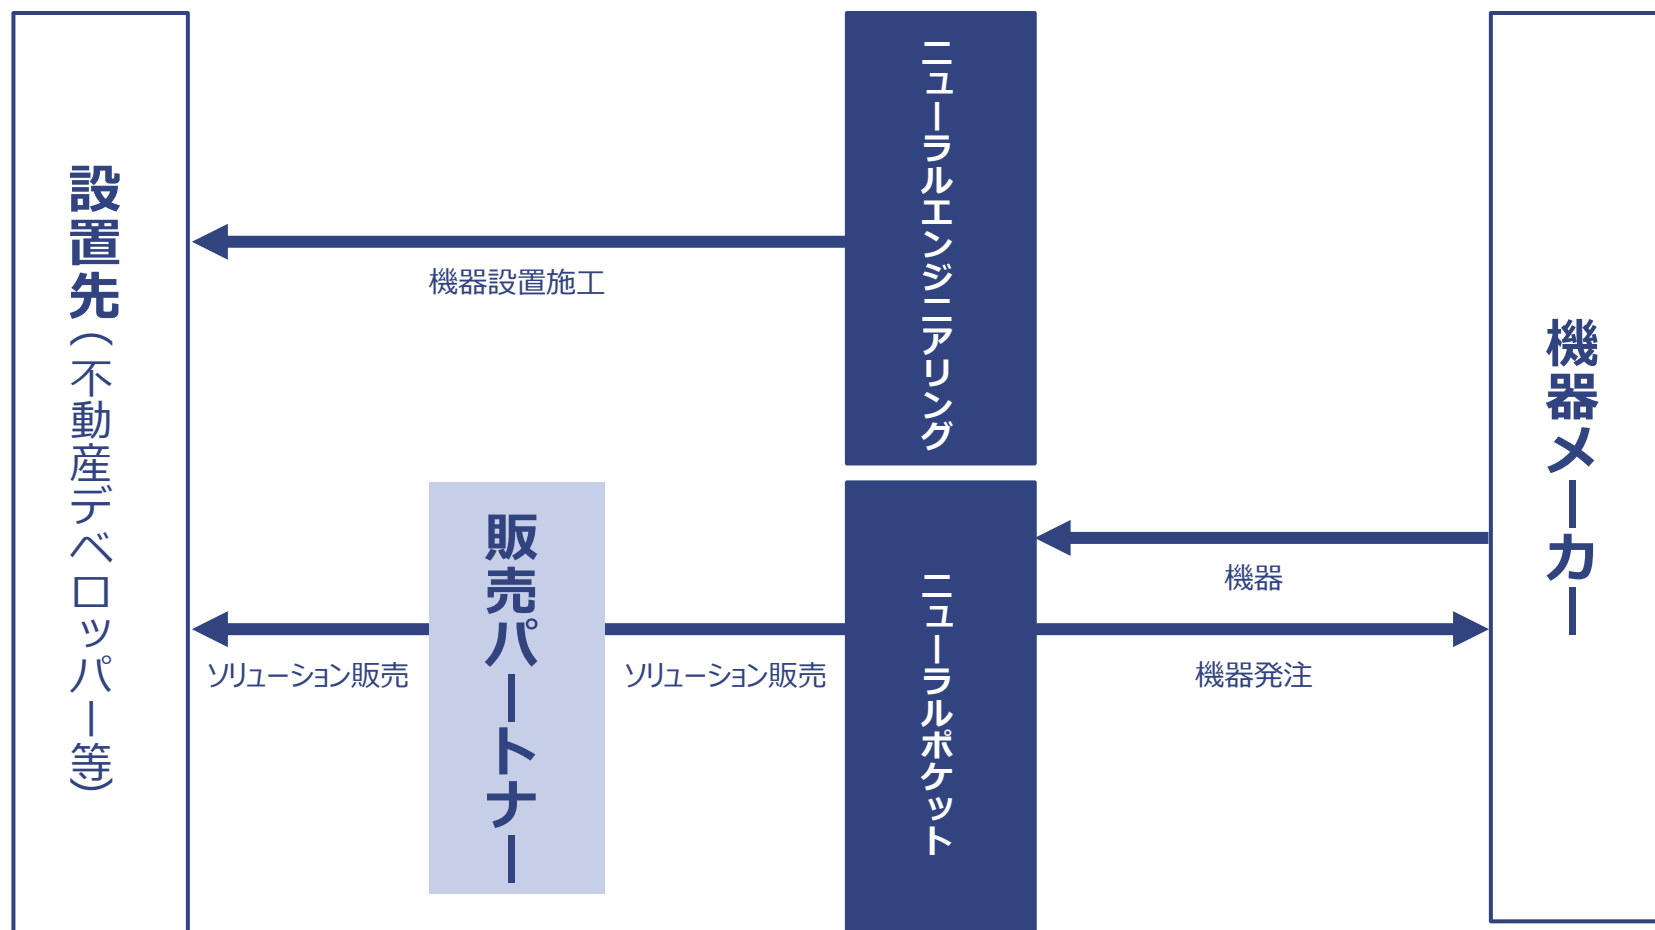 設置先(不動産デベロッパー等)
機器設置施工
ソリューション販売
販売パートナー
ソリューション販売
ニューラルエンジニアリング
ニューラルポケット
機器
機器発注
機器メーカー